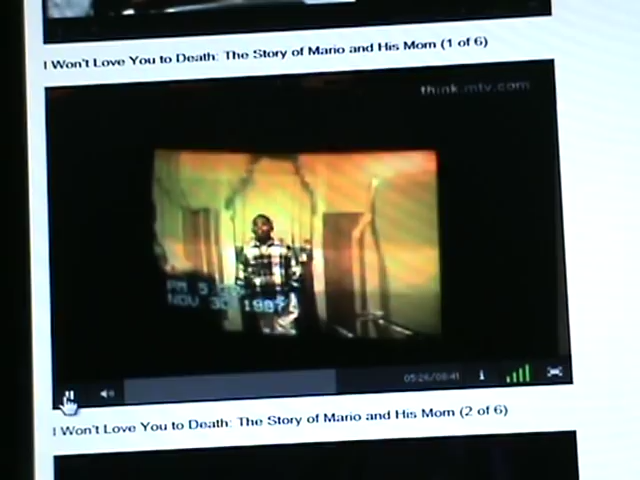 I Won't Love You to Death: The Story of Mario and His Mom (1 of 6)
think.mtv.com
PM 5
NOV 30 1997
05:26/08:41
I Won't Love You to Death: The Story of Mario and His Mom (2 of 6)